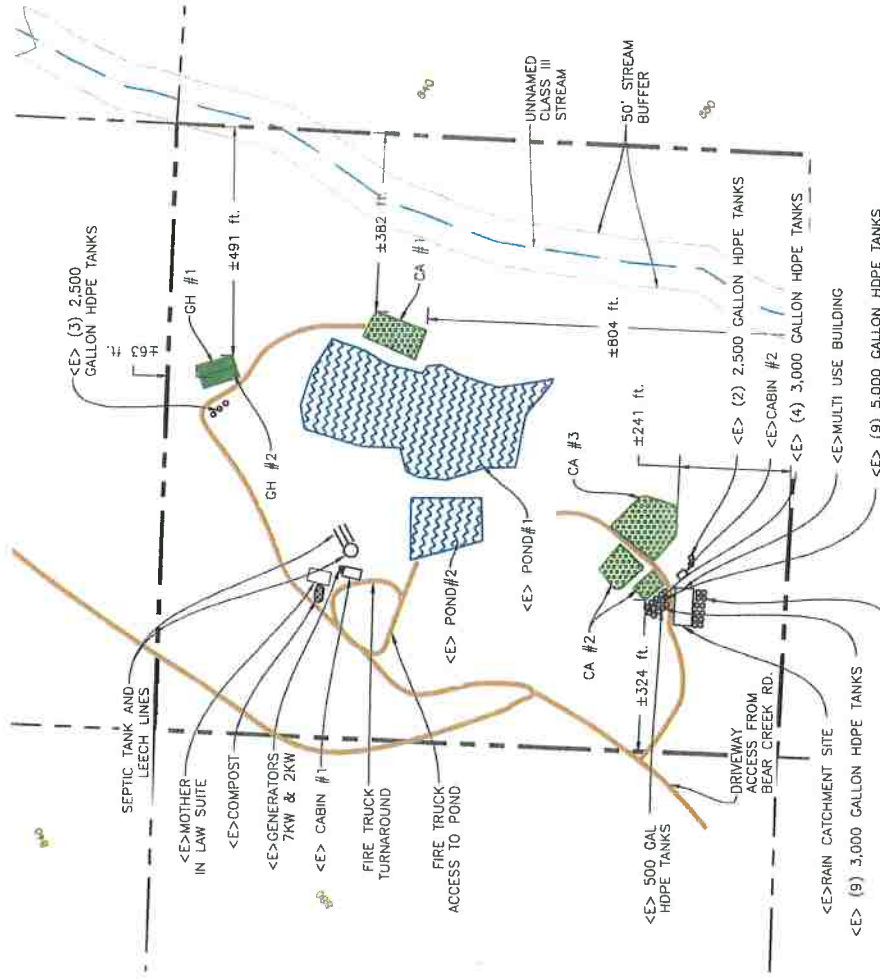 <E> (3) 2,500
GALLON HDPE TANKS
±63
ft.
GH #1
±491 ft.
±382 ft.
CA #1
GH #2
840
UNNAMED
CLASS III
STREAM
50' STREAM
BUFFER
SEPTIC TANK AND
LEECH LINES
<E>MOTHER
IN LAW SUITE
<E>COMPOST
<E>GENERATORS
7KW & 2KW
<E> CABIN #1
FIRE TRUCK
TURNAROUND
FIRE TRUCK
ACCESS TO POND
<E> POND#2
<E> POND#1
±804 ft.
±241 ft.
CA #3
CA #2
±324 ft.
<E> (2) 2,500 GALLON HDPE TANKS
<E>CABIN #2
<E> (4) 3,000 GALLON HDPE TANKS
<E>MULTI USE BUILDING
<E> (9) 5,000 GALLON HDPE TANKS
<E> 500 GAL
HDPE TANKS
DRIVEWAY
ACCESS FROM
BEAR CREEK RD.
<E>RAIN CATCHMENT SITE
<E> (9) 3,000 GALLON HDPE TANKS